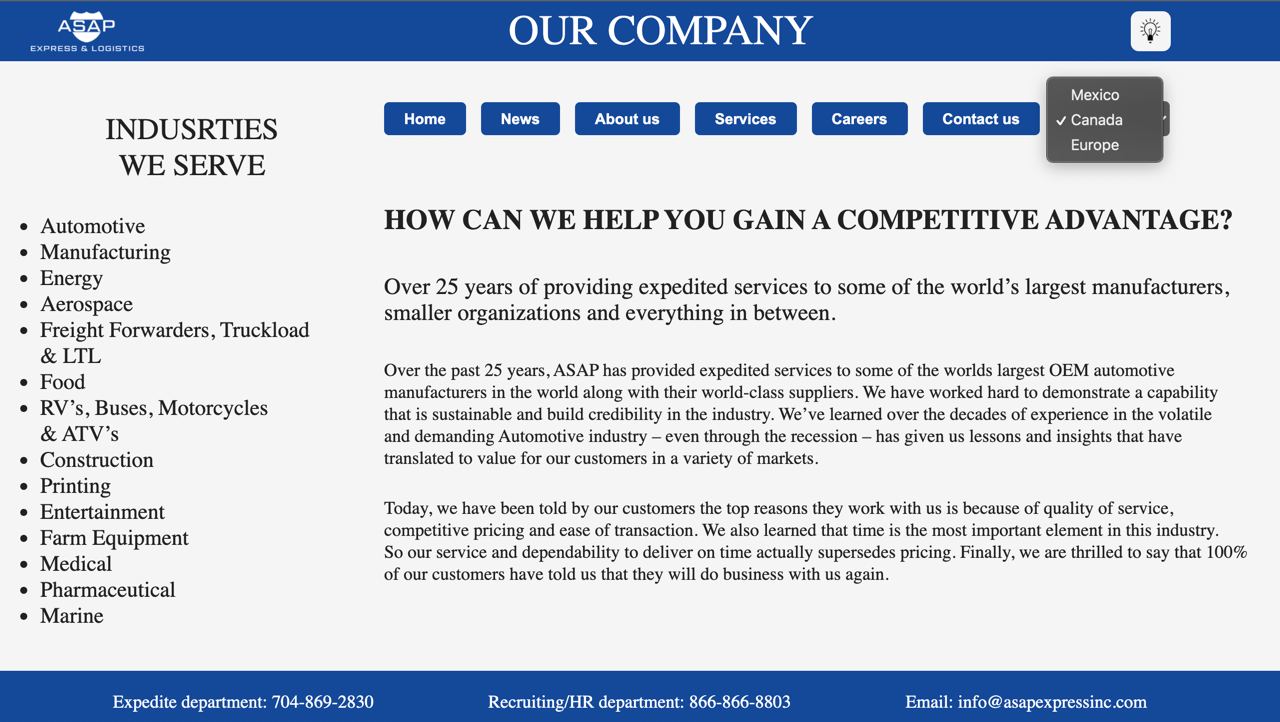 ASAP
EXPRESS & LOGISTICS
OUR COMPANY
INDUSRTIES
WE SERVE
Automotive
Manufacturing
Energy
Aerospace
Freight Forwarders, Truckload
& LTL
Food
RV’s, Buses, Motorcycles
& ATV’s
Construction
Printing
Entertainment
Farm Equipment
Medical
Pharmaceutical
Marine
Home News About us Services Careers Contact us
Mexico
✓ Canada
Europe
HOW CAN WE HELP YOU GAIN A COMPETITIVE ADVANTAGE?
Over 25 years of providing expedited services to some of the world’s largest manufacturers,
smaller organizations and everything in between.
Over the past 25 years, ASAP has provided expedited services to some of the worlds largest OEM automotive
manufacturers in the world along with their world-class suppliers. We have worked hard to demonstrate a capability
that is sustainable and build credibility in the industry. We’ve learned over the decades of experience in the volatile
and demanding Automotive industry – even through the recession – has given us lessons and insights that have
translated to value for our customers in a variety of markets.
Today, we have been told by our customers the top reasons they work with us is because of quality of service,
competitive pricing and ease of transaction. We also learned that time is the most important element in this industry.
So our service and dependability to deliver on time actually supersedes pricing. Finally, we are thrilled to say that 100%
of our customers have told us that they will do business with us again.
Expedite department: 704-869-2830 Recruiting/HR department: 866-866-8803 Email: info@asapexpressinc.com